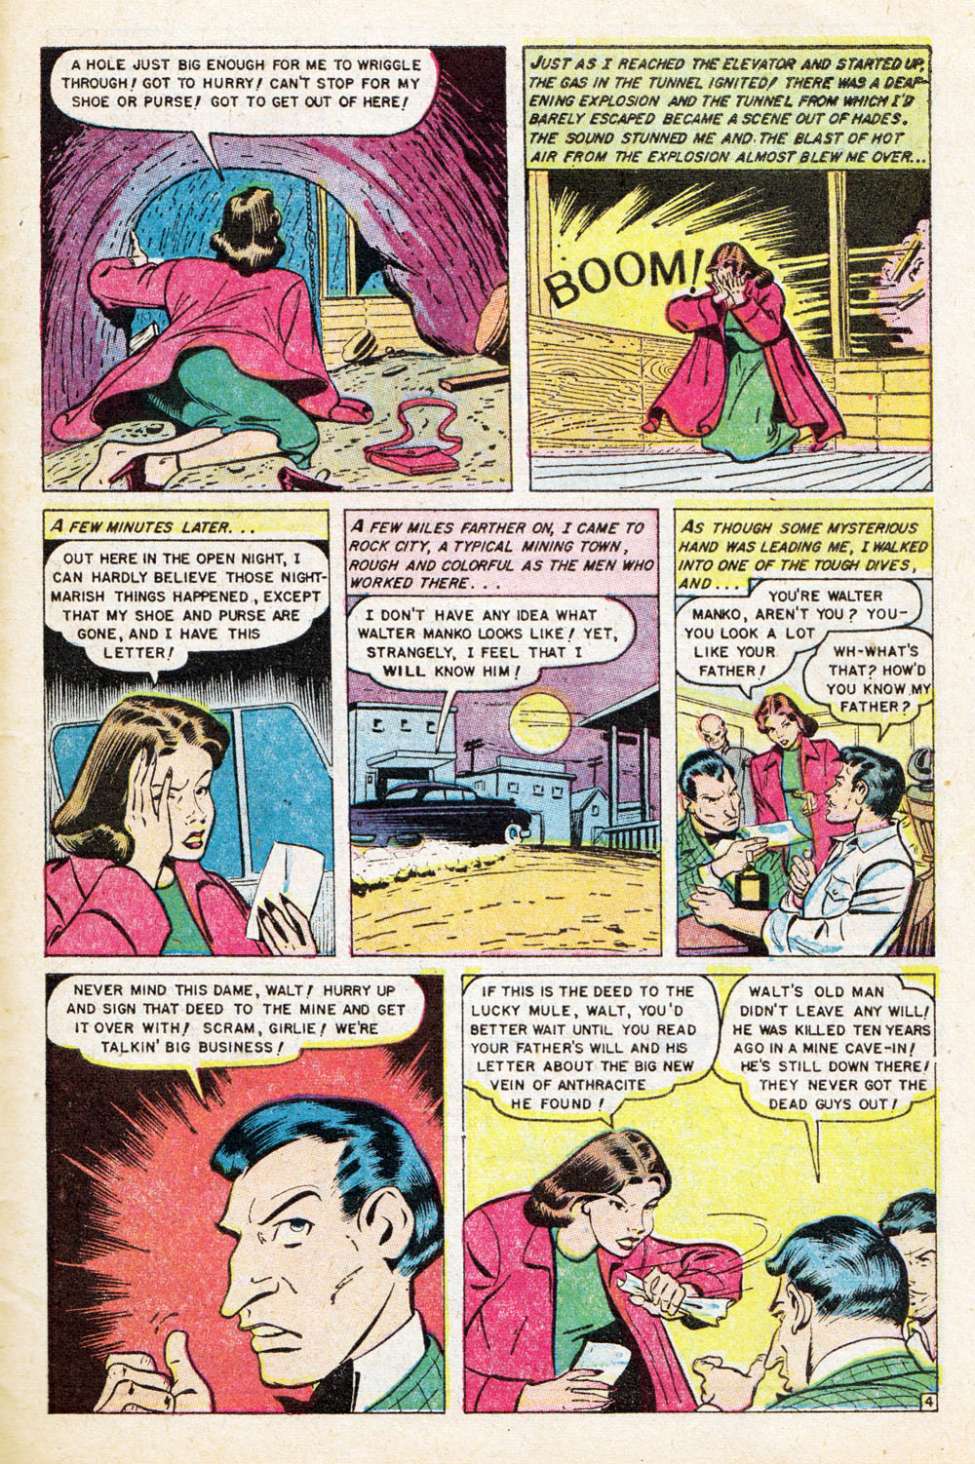 A HOLE JUST BIG ENOUGH FOR ME TO WRIGGLE
THROUGH! GOT TO HURRY! CAN'T STOP FOR MY
SHOE OR PURSE! GOT TO GET OUT OF HERE!
JUST AS I REACHED THE ELEVATOR AND STARTED UP,
THE GAS IN THE TUNNEL IGNITED! THERE WAS A DEAF-
ENING EXPLOSION AND THE TUNNEL FROM WHICH I'D
BARELY ESCAPED BECAME A SCENE OUT OF HADES.
THE SOUND STUNNED ME AND THE BLAST OF HOT
AIR FROM THE EXPLOSION ALMOST BLEW ME OVER...
BOOM!
A FEW MINUTES LATER...
OUT HERE IN THE OPEN NIGHT, I
CAN HARDLY BELIEVE THOSE NIGHT-
MARISH THINGS HAPPENED, EXCEPT
THAT MY SHOE AND PURSE ARE
GONE, AND I HAVE THIS
LETTER!
A FEW MILES FARTHER ON, I CAME TO
ROCK CITY, A TYPICAL MINING TOWN,
ROUGH AND COLORFUL AS THE MEN WHO
WORKED THERE...
I DON'T HAVE ANY IDEA WHAT
WALTER MANKO LOOKS LIKE! YET,
STRANGELY, I FEEL THAT I
WILL KNOW HIM!
AS THOUGH SOME MYSTERIOUS
HAND WAS LEADING ME, I WALKED
INTO ONE OF THE TOUGH DIVES,
AND...
YOU'RE WALTER
MANKO, AREN'T YOU? YOU-
YOU LOOK A LOT
LIKE YOUR
FATHER!
WH-WHAT'S
THAT? HOW'D
YOU KNOW MY
FATHER?
NEVER MIND THIS DAME, WALT! HURRY UP
AND SIGN THAT DEED TO THE MINE AND GET
IT OVER WITH! SCRAM, GIRLIE! WE'RE
TALKIN' BIG BUSINESS!
IF THIS IS THE DEED TO THE
LUCKY MULE, WALT, YOU'D
BETTER WAIT UNTIL YOU READ
YOUR FATHER'S WILL AND HIS
LETTER ABOUT THE BIG NEW
VEIN OF ANTHRACITE
HE FOUND!
WALT'S OLD MAN
DIDN'T LEAVE ANY WILL!
HE WAS KILLED TEN YEARS
AGO IN A MINE CAVE-IN!
HE'S STILL DOWN THERE!
THEY NEVER GOT THE
DEAD GUYS OUT!
4